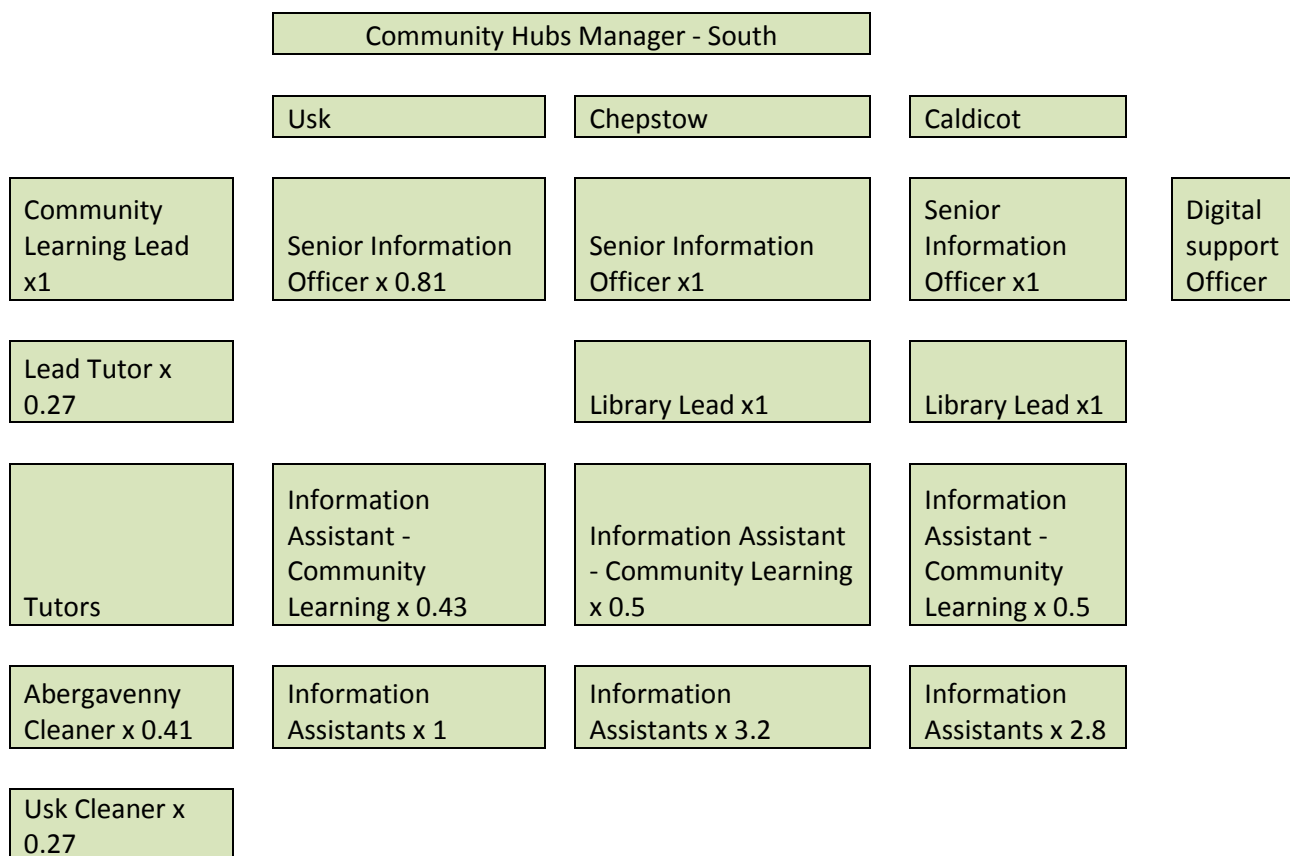 Community Hubs Manager - South
Usk
Chepstow
Caldicot
Community
Learning Lead
x1
Senior Information
Officer x 0.81
Senior Information
Officer x1
Senior
Information
Officer x1
Digital
support
Officer
Lead Tutor x
0.27
Library Lead x1
Library Lead x1
Tutors
Information
Assistant -
Community
Learning x 0.43
Information Assistant
- Community Learning
x 0.5
Information
Assistant -
Community
Learning x 0.5
Abergavenny
Cleaner x 0.41
Information
Assistants x 1
Information
Assistants x 3.2
Information
Assistants x 2.8
Usk Cleaner x
0.27